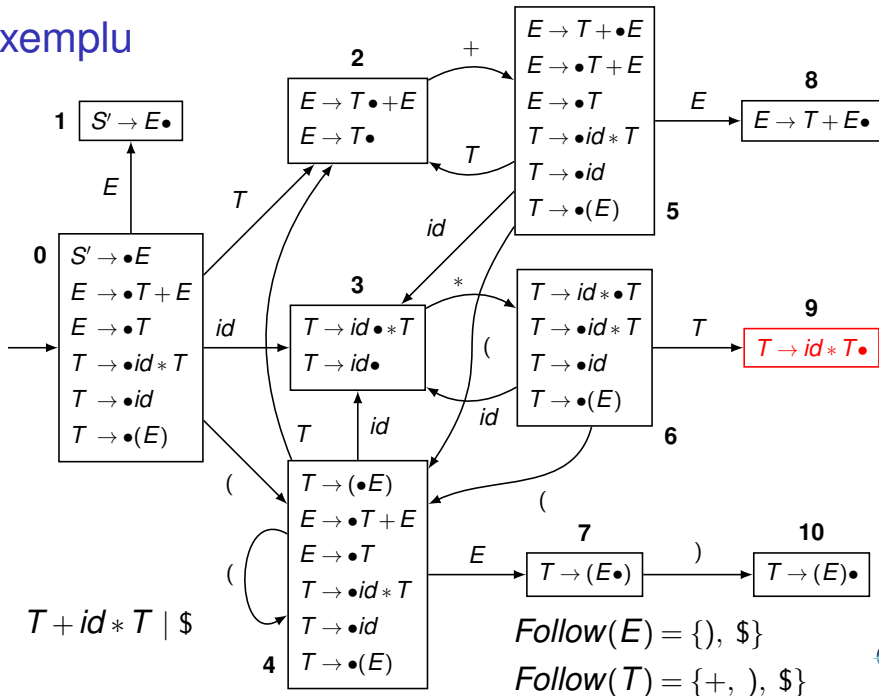 xemplu
1
S′ → E•
E
0
S′ → •E
E → •T + E
E → •T
T → •id ∗ T
T → •id
T → •(E)
T
id
(
2
E → T• + E
E → T•
+
T
5
E → T + •E
E → •T + E
E → •T
T → •id ∗ T
T → •id
T → •(E)
E
8
E → T + E•
id
(
3
T → id• ∗ T
T → id•
∗
id
6
T → id ∗ •T
T → •id ∗ T
T → •id
T → •(E)
T
9
T → id ∗ T•
(
T
id
4
T → (•E)
E → •T + E
E → •T
T → •id ∗ T
T → •id
T → •(E)
(
E
7
T → (E•)
)
10
T → (E)•
T + id ∗ T | $
Follow(E) = {), $}
Follow(T) = {+, ), $}